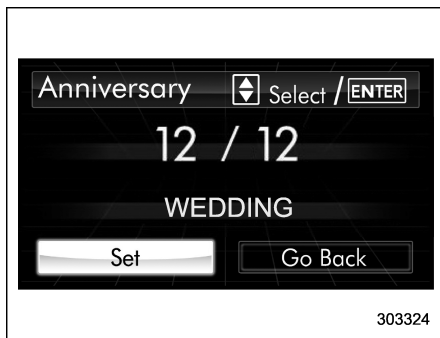 Anniversary Select / ENTER
12 / 12
WEDDING
Set Go Back
303324